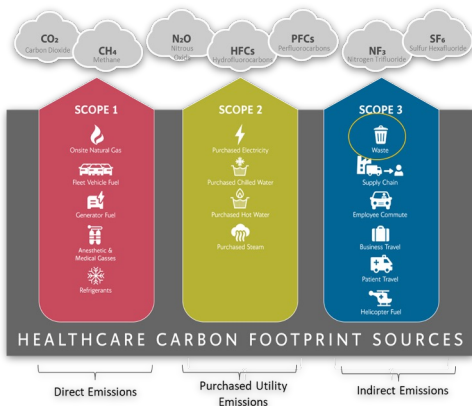 CO₂
Carbon Dioxide
CH₄
Methane
N₂O
Nitrous
Oxide
HFCs
Hydrofluorocarbons
PFCs
Perfluorocarbons
NF₃
Nitrogen Trifluoride
SF₆
Sulfur Hexafluoride
SCOPE 1
Onsite Natural Gas
Fleet Vehicle Fuel
Generator Fuel
Anesthetic &
Medical Gasses
Refrigerants
SCOPE 2
Purchased Electricity
Purchased Chilled Water
Purchased Hot Water
Purchased Steam
SCOPE 3
Waste
Supply Chain
Employee Commute
Business Travel
Patient Travel
Helicopter Fuel
HEALTHCARE CARBON FOOTPRINT SOURCES
Direct Emissions
Purchased Utility
Emissions
Indirect Emissions